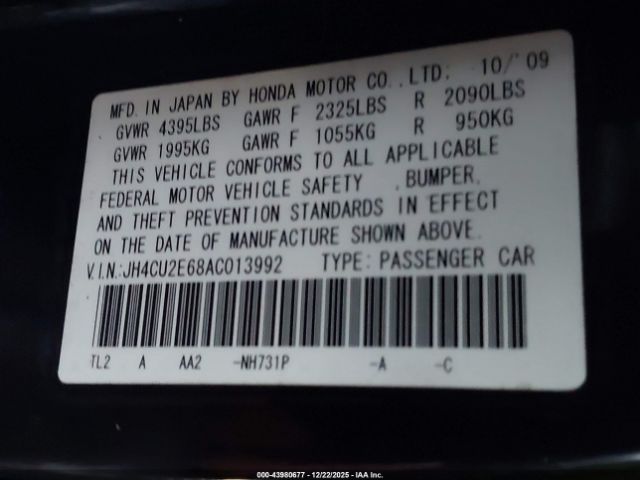 MFD. IN JAPAN BY HONDA MOTOR CO.,LTD: 10/'09
GVWR 4395LBS GAWR F 2325LBS R 2090LBS
GVWR 1995KG GAWR F 1055KG R 950KG
THIS VEHICLE CONFORMS TO ALL APPLICABLE
FEDERAL MOTOR VEHICLE SAFETY ,BUMPER,
AND THEFT PREVENTION STANDARDS IN EFFECT
ON THE DATE OF MANUFACTURE SHOWN ABOVE.
V.I.N.:JH4CU2E68AC013992 TYPE:PASSENGER CAR
TL2 A AA2 -NH731P -A -C
000-43980677 - 12/22/2025 - IAA Inc.